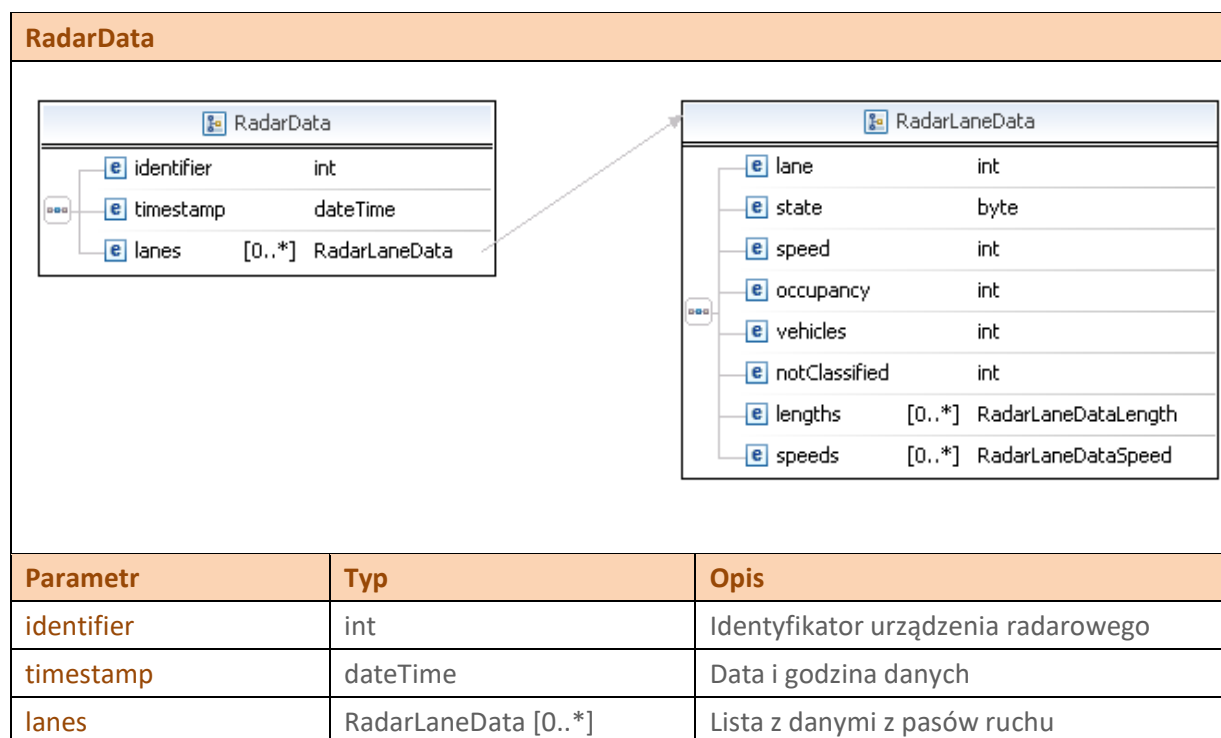 RadarData
RadarData
identifier int
timestamp dateTime
lanes [0..*] RadarLaneData
RadarLaneData
lane int
state byte
speed int
occupancy int
vehicles int
notClassified int
lengths [0..*] RadarLaneDataLength
speeds [0..*] RadarLaneDataSpeed
Parametr Typ Opis
identifier int Identyfikator urządzenia radarowego
timestamp dateTime Data i godzina danych
lanes RadarLaneData [0..*] Lista z danymi z pasów ruchu